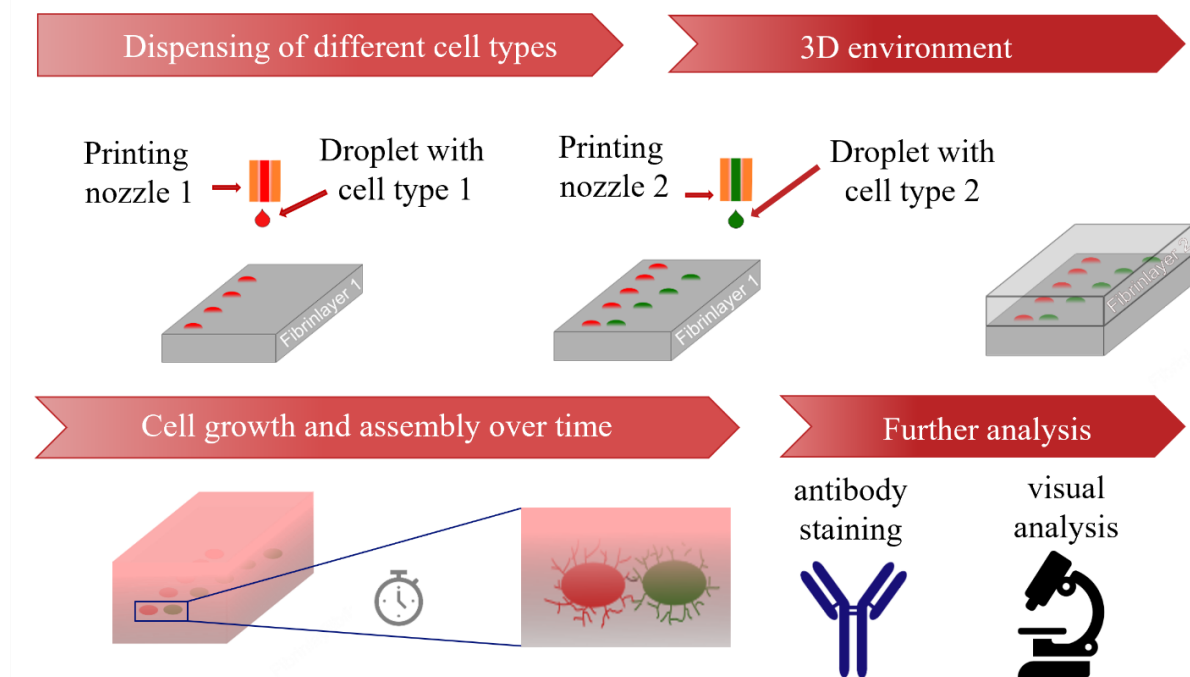 Dispensing of different cell types
3D environment
Printing
nozzle 1
Droplet with
cell type 1
Printing
nozzle 2
Droplet with
cell type 2
Fibrinlayer 1
Fibrinlayer 1
Fibrinlayer 2
Cell growth and assembly over time
Further analysis
antibody
staining
visual
analysis